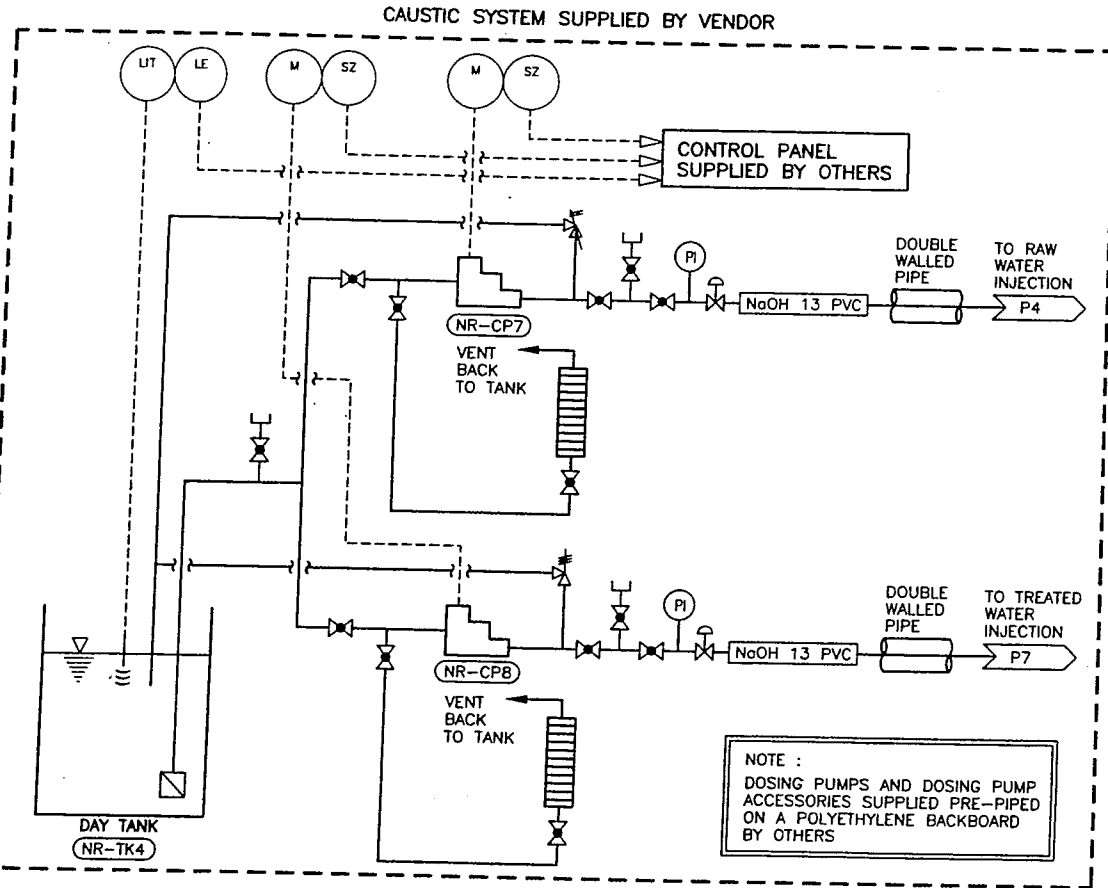 CAUSTIC SYSTEM SUPPLIED BY VENDOR
LIT
LE
M
SZ
M
SZ
CONTROL PANEL
SUPPLIED BY OTHERS
DOUBLE
WALLED
PIPE
TO RAW
WATER
INJECTION
PI
NaOH 13 PVC
P4
NR-CP7
VENT
BACK
TO TANK
DOUBLE
WALLED
PIPE
TO TREATED
WATER
INJECTION
PI
NaOH 13 PVC
P7
NR-CP8
VENT
BACK
TO TANK
NOTE :
DOSING PUMPS AND DOSING PUMP
ACCESSORIES SUPPLIED PRE-PIPED
ON A POLYETHYLENE BACKBOARD
BY OTHERS
DAY TANK
NR-TK4